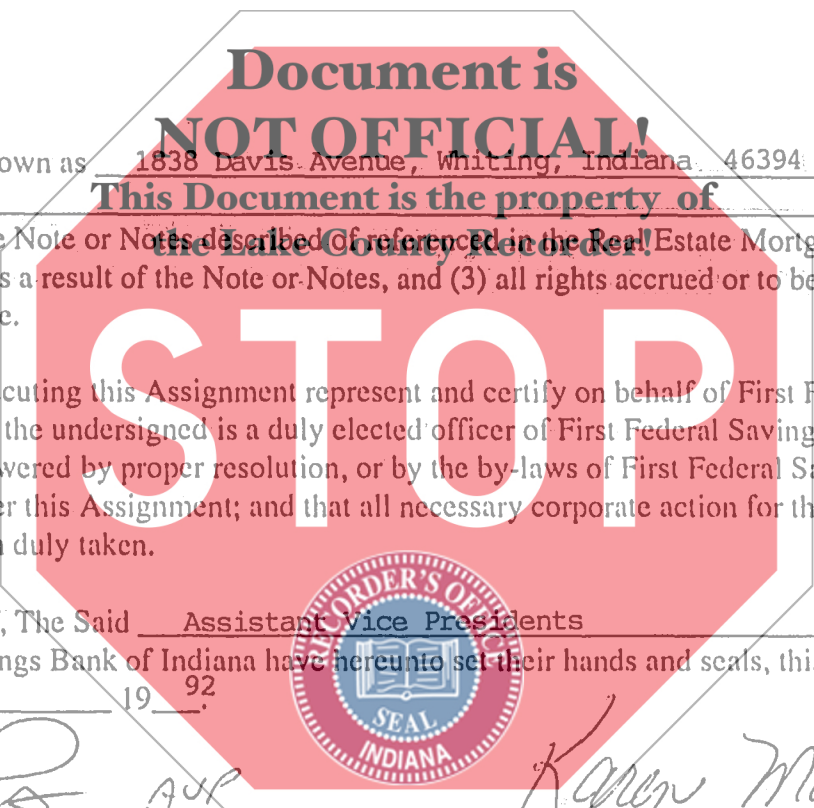 Document is
NOT OFFICIAL!
own as 1838 Davis Avenue, Whiting, Indiana 46394
This Document is the property of
the Lake County Recorder!
e Note or Notes described of referenced in the Real Estate Mortg
s a result of the Note or Notes, and (3) all rights accrued or to be
e.
STOP
cuting this Assignment represent and certify on behalf of First F
the undersigned is a duly elected officer of First Federal Saving
wered by proper resolution, or by the by-laws of First Federal Sa
er this Assignment; and that all necessary corporate action for th
duly taken.
, The Said Assistant Vice Presidents
ngs Bank of Indiana have hereunto set their hands and seals, this
19 92.
RECORDER'S OFFICE
SEAL
INDIANA
AVP
Karen